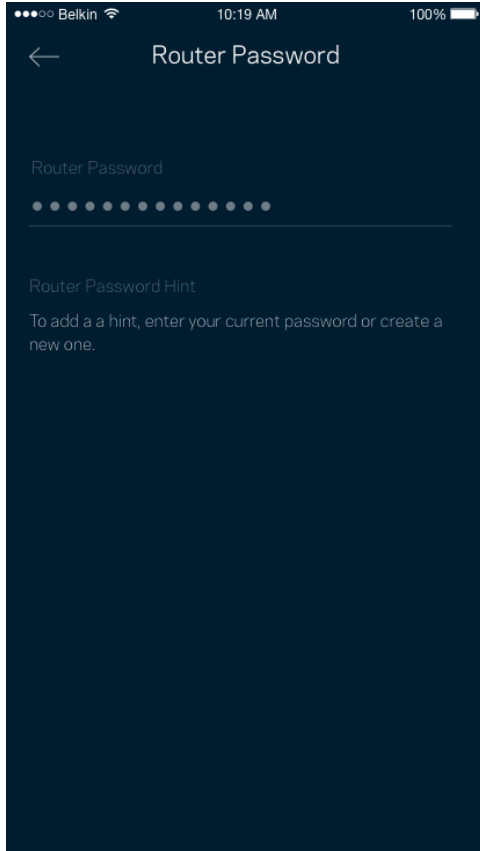 ●●●○○ Belkin 10:19 AM 100%
Router Password
Router Password
●●●●●●●●●●●●●●
Router Password Hint
To add a a hint, enter your current password or create a
new one.